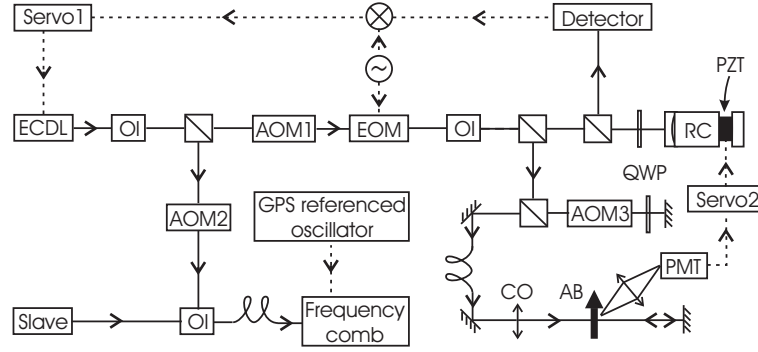 Servo1
Detector
PZT
ECDL
OI
AOM1
EOM
OI
RC
QWP
AOM2
GPS referenced
oscillator
AOM3
Servo2
PMT
CO
AB
Slave
OI
Frequency
comb